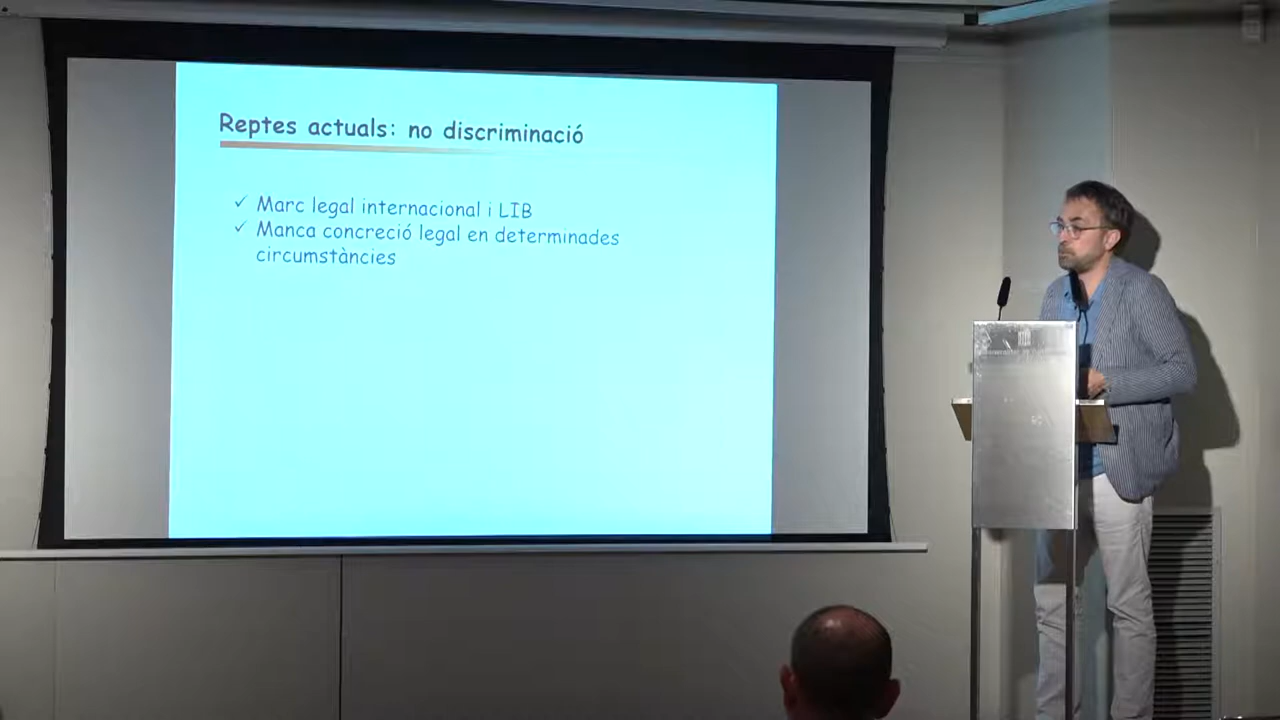 Reptes actuals: no discriminació
✓ Marc legal internacional i LIB
✓ Manca concreció legal en determinades
circumstàncies